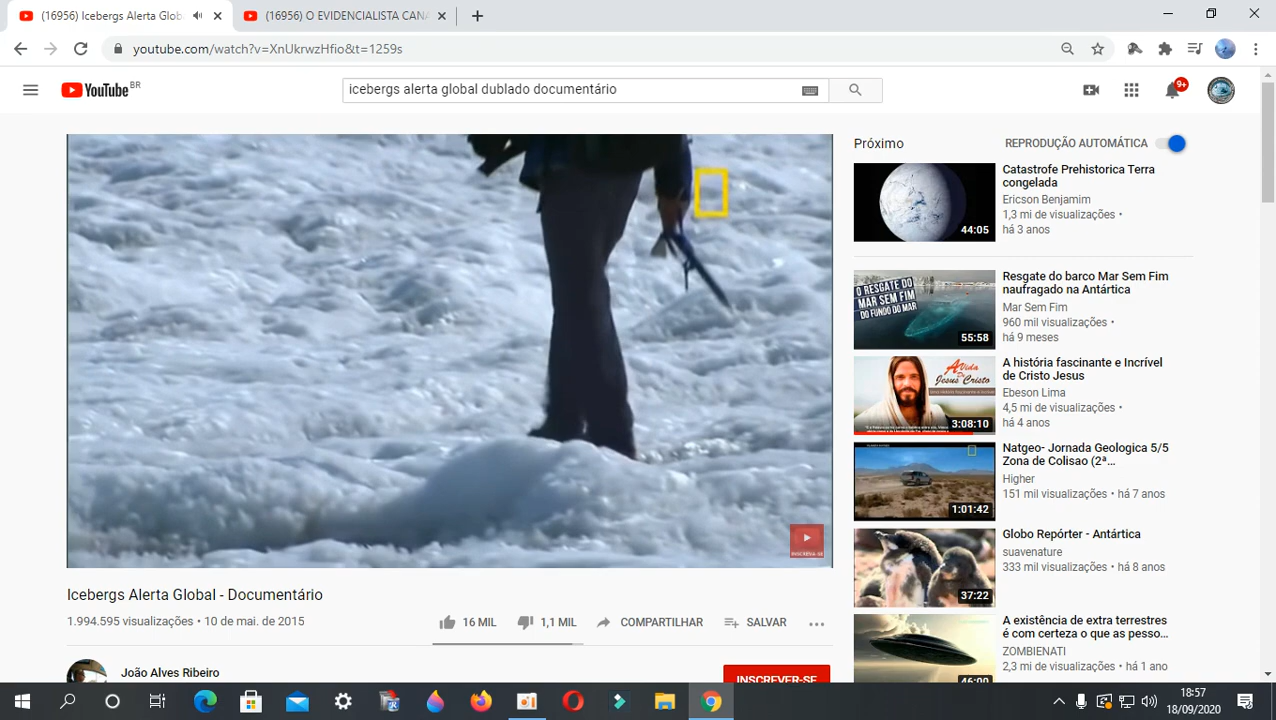 (16956) Icebergs Alerta Glob
(16956) O EVIDENCIALISTA CANA
youtube.com/watch?v=XnUkrwzHfio&t=1259s
YouTube BR
icebergs alerta global dublado documentário
9+
Próximo
REPRODUÇÃO AUTOMÁTICA
44:05
Catastrofe Prehistorica Terra
congelada
Ericson Benjamim
1,3 mi de visualizações •
há 3 anos
O RESGATE DO
MAR SEM FIM
DO FUNDO DO MAR
55:58
Resgate do barco Mar Sem Fim
naufragado na Antártica
Mar Sem Fim
960 mil visualizações •
há 9 meses
A Vida
De
Jesus Cristo
3:08:10
A história fascinante e Incrível
de Cristo Jesus
Ebeson Lima
4,5 mi de visualizações •
há 4 anos
1:01:42
Natgeo- Jornada Geologica 5/5
Zona de Colisao (2ª...
Higher
151 mil visualizações • há 7 anos
37:22
Globo Repórter - Antártica
suavenature
333 mil visualizações • há 8 anos
46:00
A existência de extra terrestres
é com certeza o que as pesso...
ZOMBIENATI
2,3 mi de visualizações • há 1 ano
INSCREVA-SE
Icebergs Alerta Global - Documentário
1.994.595 visualizações • 10 de mai. de 2015
16 MIL
1,1 MIL
COMPARTILHAR
SALVAR
João Alves Ribeiro
INSCREVER-SE
18:57
18/09/2020